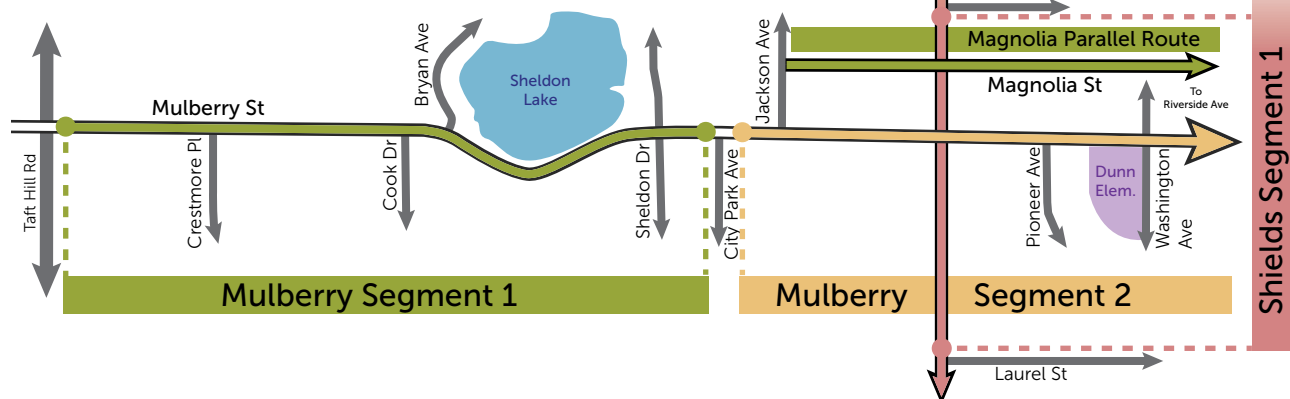 Bryan Ave
Sheldon
Lake
Jackson Ave
Magnolia Parallel Route
Magnolia St
To
Riverside Ave
Mulberry St
Taft Hill Rd
Crestmore Pl
Cook Dr
Sheldon Dr
City Park Ave
Pioneer Ave
Dunn
Elem.
Washington
Ave
Shields Segment 1
Mulberry Segment 1
Mulberry Segment 2
Laurel St